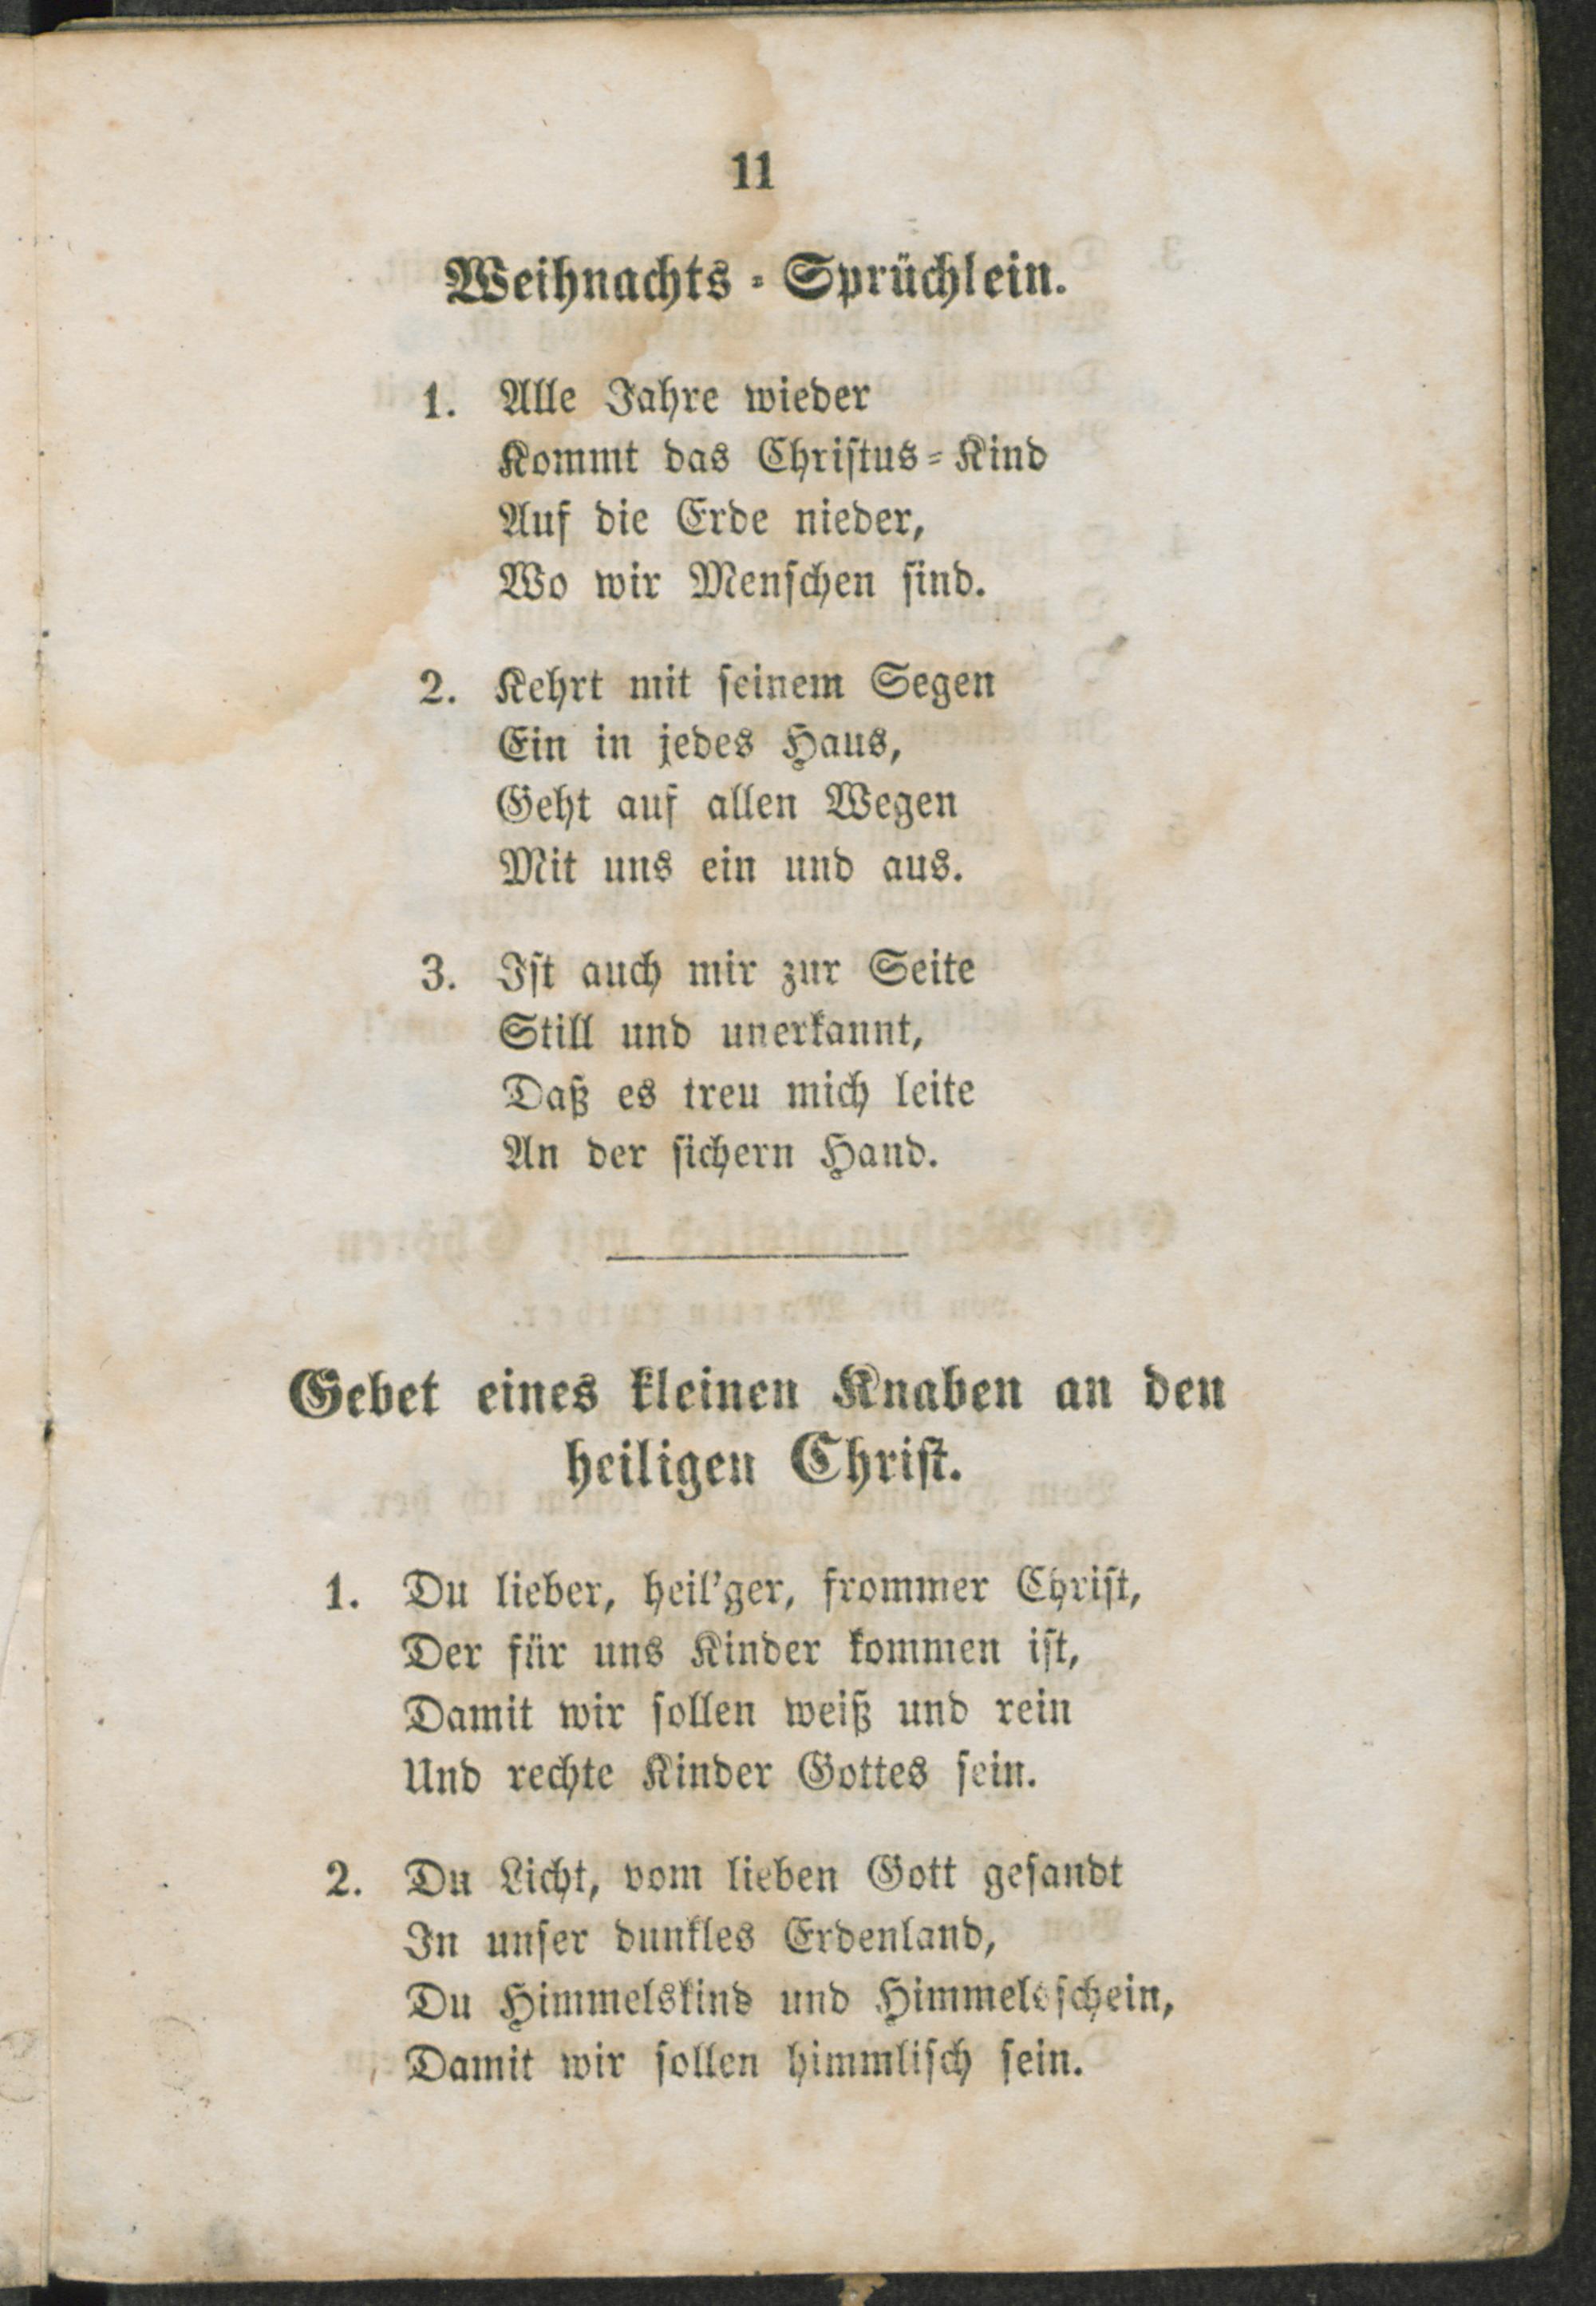 11
Weihnachts-Sprüchlein.
1. Alle Jahre wieder
Kommt das Christus-Kind
Auf die Erde nieder,
Wo wir Menschen sind.
2. Kehrt mit seinem Segen
Ein in jedes Haus,
Geht auf allen Wegen
Mit uns ein und aus.
3. Ist auch mir zur Seite
Still und unerkannt,
Daß es treu mich leite
An der sichern Hand.
Gebet eines kleinen Knaben an den
heiligen Christ.
1. Du lieber, heil'ger, frommer Christ,
Der für uns Kinder kommen ist,
Damit wir sollen weiß und rein
Und rechte Kinder Gottes sein.
2. Du Licht, vom lieben Gott gesandt
In unser dunkles Erdenland,
Du Himmelskind und Himmelsschein,
Damit wir sollen himmlisch sein.